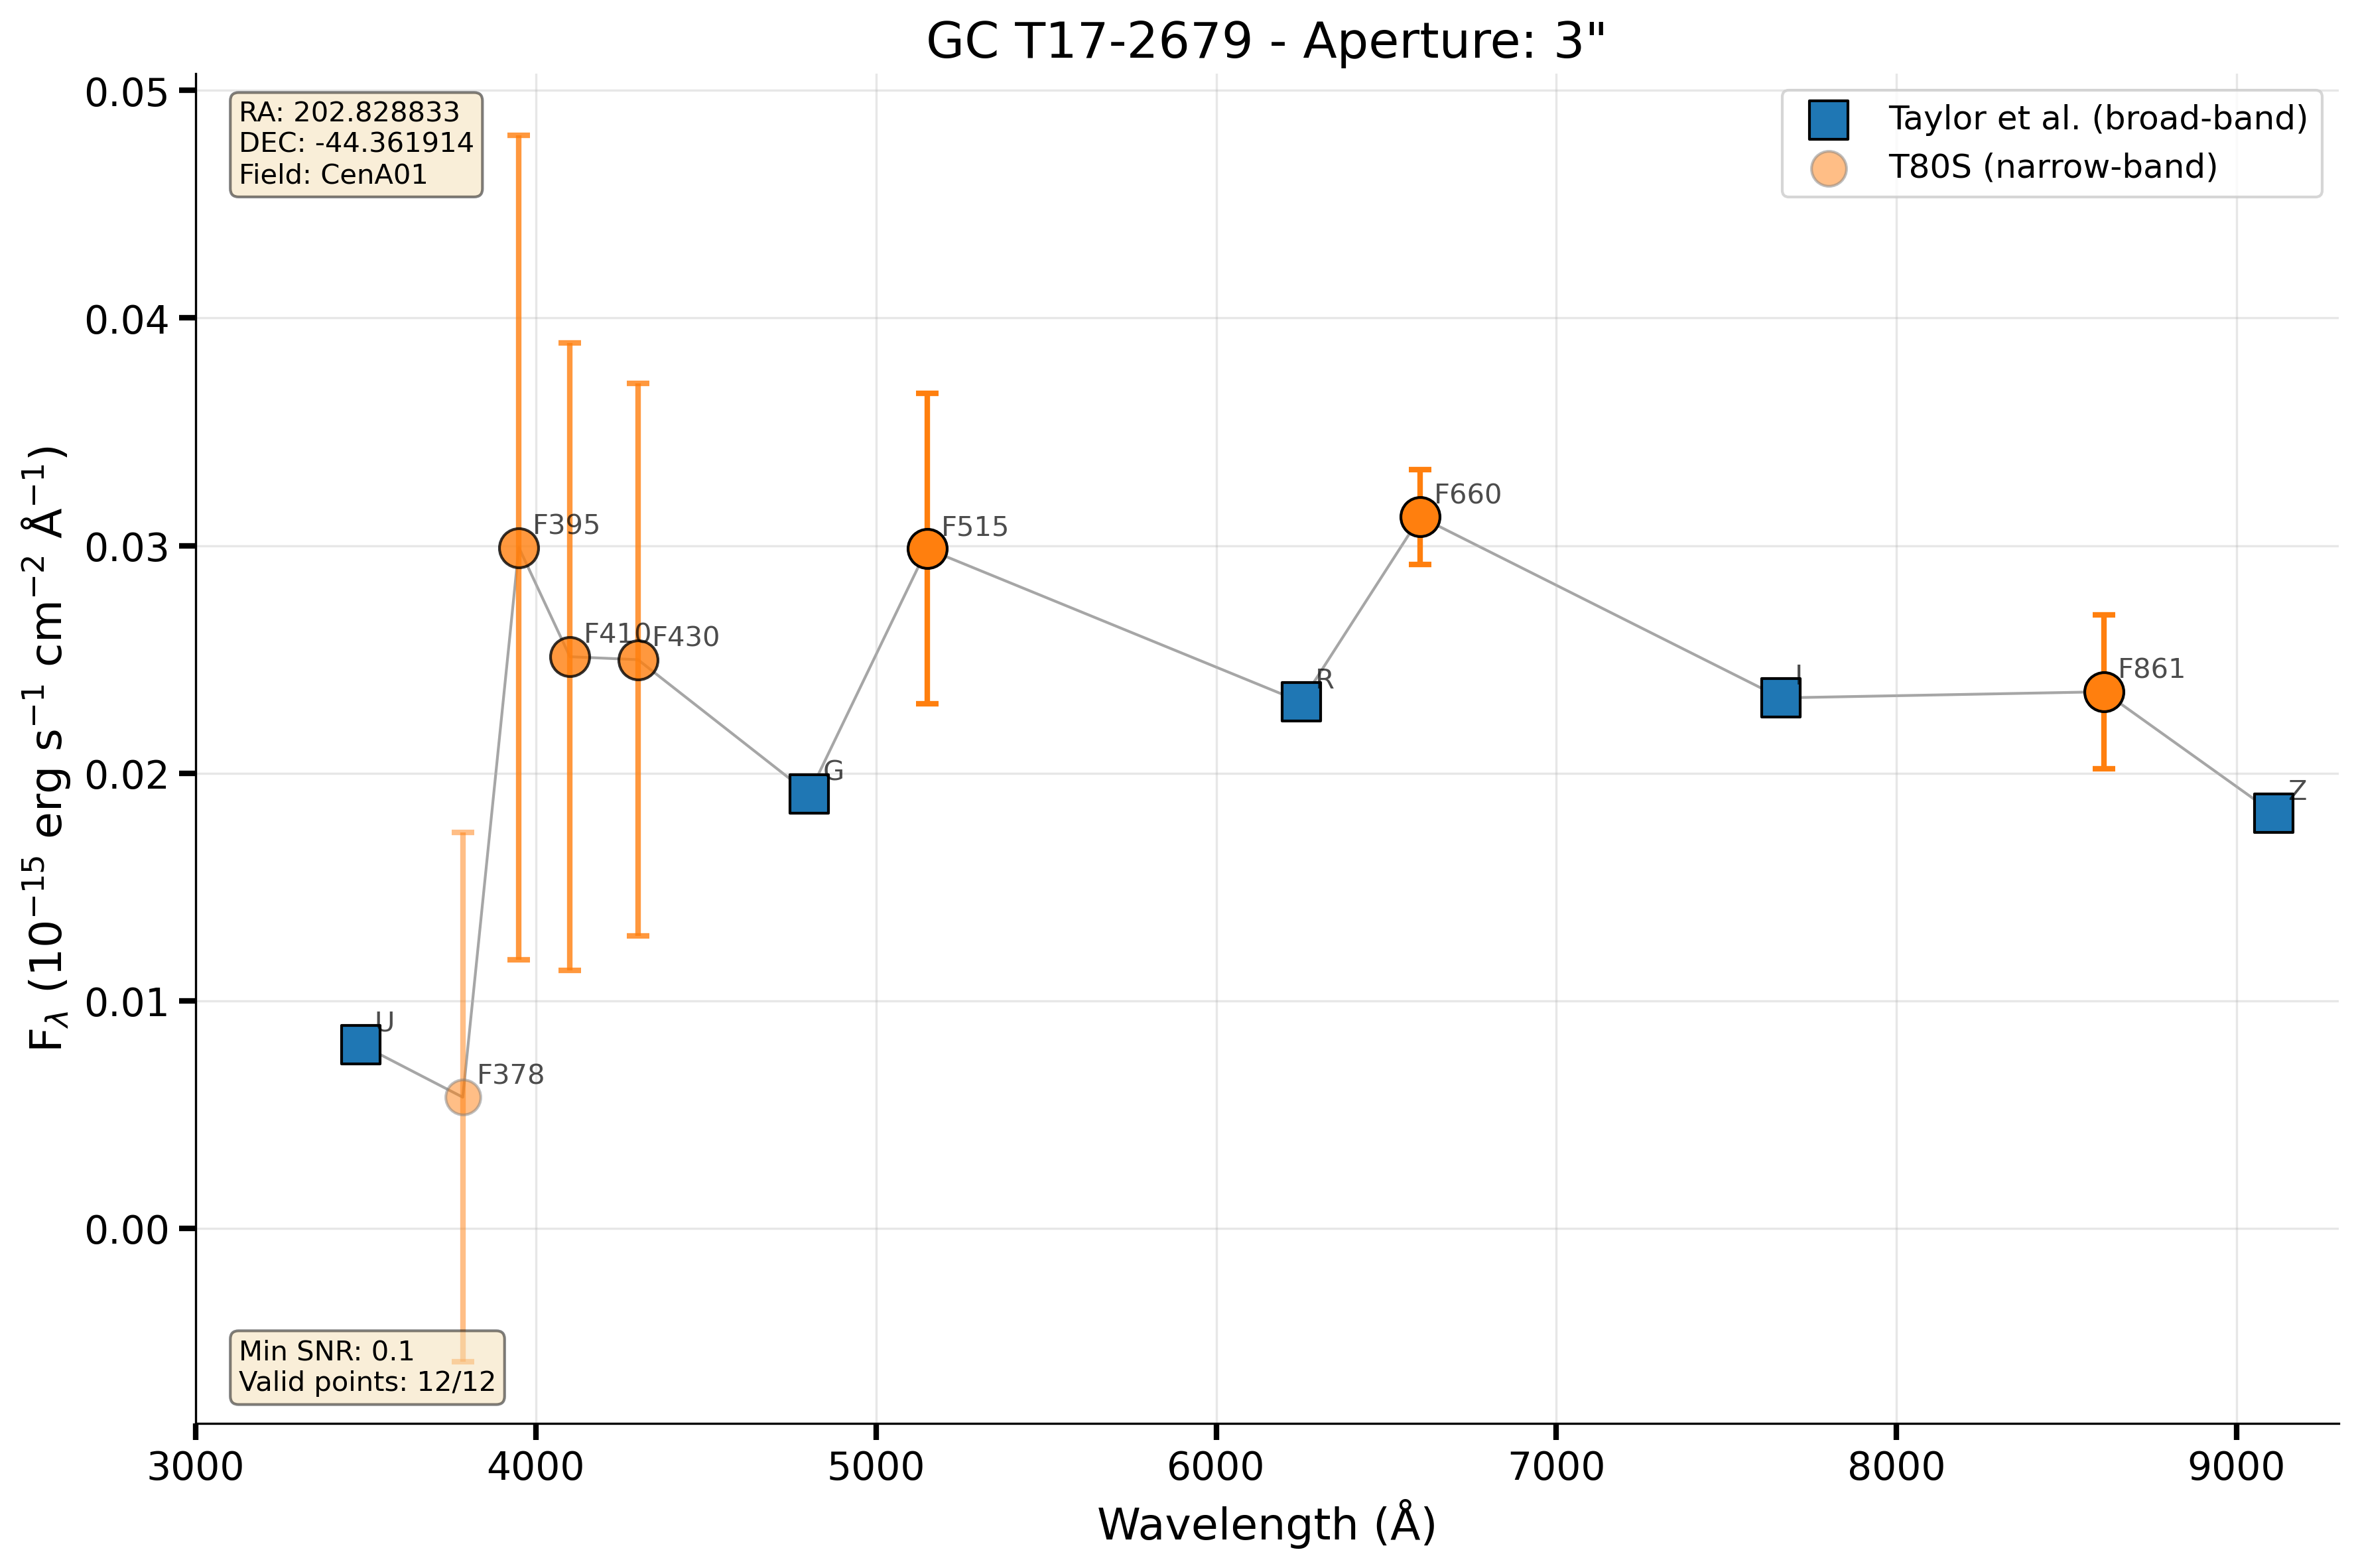 GC T17-2679 - Aperture: 3"
RA: 202.828833
DEC: -44.361914
Field: CenA01
Taylor et al. (broad-band)
T80S (narrow-band)
0.05
0.04
0.03
0.02
0.01
0.00
F_λ (10⁻¹⁵ erg s⁻¹ cm⁻² Å⁻¹)
U
F378
F395
F410
F430
G
F515
R
F660
I
F861
Z
Min SNR: 0.1
Valid points: 12/12
3000
4000
5000
6000
7000
8000
9000
Wavelength (Å)